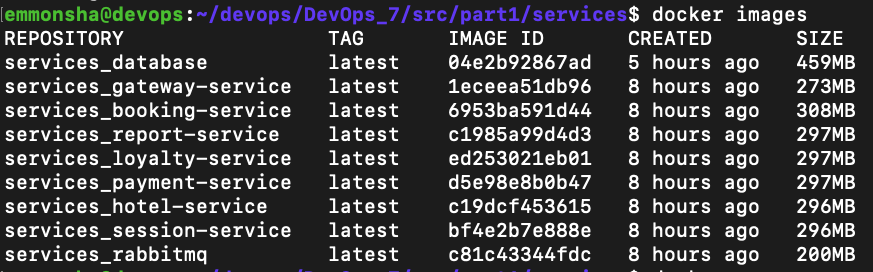 emmonsha@devops:~/devops/DevOps_7/src/part1/services$ docker images
REPOSITORY TAG IMAGE ID CREATED SIZE
services_database latest 04e2b92867ad 5 hours ago 459MB
services_gateway-service latest 1eceea51db96 8 hours ago 273MB
services_booking-service latest 6953ba591d44 8 hours ago 308MB
services_report-service latest c1985a99d4d3 8 hours ago 297MB
services_loyalty-service latest ed253021eb01 8 hours ago 297MB
services_payment-service latest d5e98e8b0b47 8 hours ago 297MB
services_hotel-service latest c19dcf453615 8 hours ago 296MB
services_session-service latest bf4e2b7e888e 8 hours ago 296MB
services_rabbitmq latest c81c43344fdc 8 hours ago 200MB